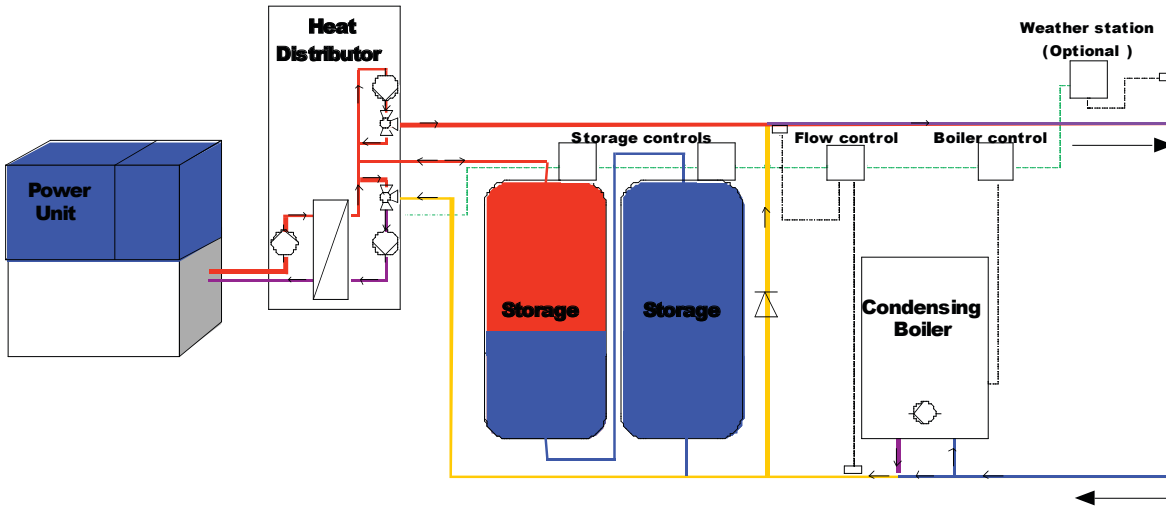 Heat
Distributor
Weather station
(Optional )
Storage controls
Flow control
Boiler control
Power
Unit
Storage
Storage
Condensing
Boiler